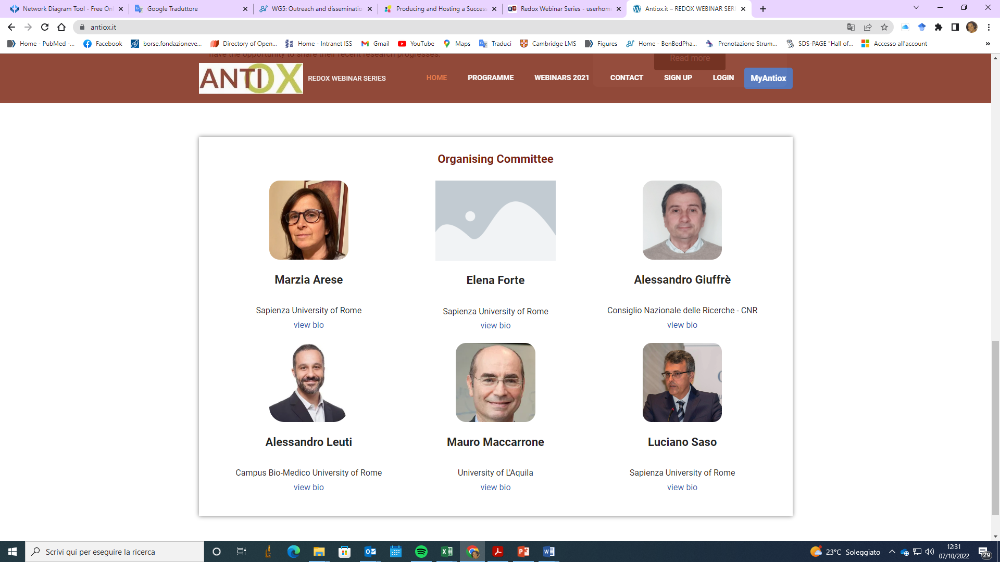 Network Diagram Tool - Free Onl
Google Traduttore
WG5: Outreach and disseminatio
Producing and Hosting a Success
Redox Webinar Series - userhom
Antiox.it – REDOX WEBINAR SERI
antiox.it
Home - PubMed -...
Facebook
borse.fondazioneve...
Directory of Open...
Home - Intranet ISS
Gmail
YouTube
Maps
Traduci
Cambridge LMS
Figures
Home - BenBedPha...
Prenotazione Strum...
SDS-PAGE "Hall of...
Accesso all'account
»
have the opportunity to share their recent research progresses.
Read more
ANTIOX
REDOX WEBINAR SERIES
HOME
PROGRAMME
WEBINARS 2021
CONTACT
SIGN UP
LOGIN
MyAntiox
Organising Committee
Marzia Arese
Elena Forte
Alessandro Giuffrè
Sapienza University of Rome
Sapienza University of Rome
Consiglio Nazionale delle Ricerche - CNR
view bio
view bio
view bio
Alessandro Leuti
Mauro Maccarrone
Luciano Saso
Campus Bio-Medico University of Rome
University of L'Aquila
Sapienza University of Rome
view bio
view bio
view bio
Scrivi qui per eseguire la ricerca
23°C Soleggiato
12:31
07/10/2022
29